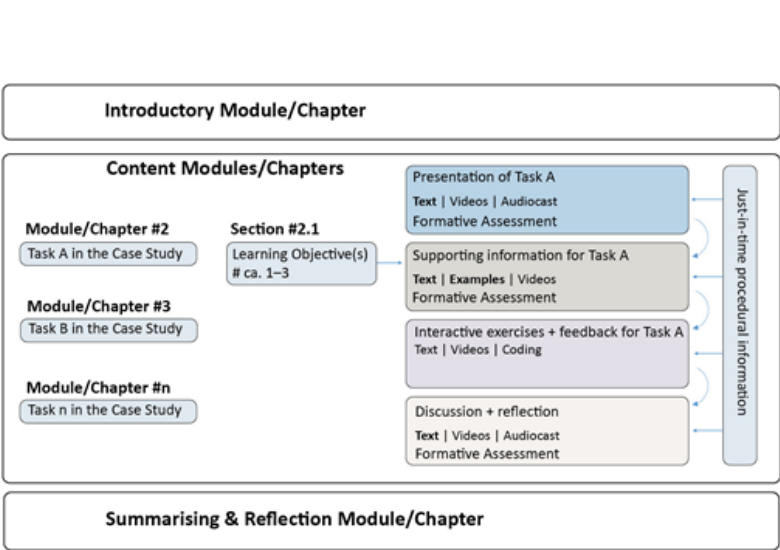 Introductory Module/Chapter
Content Modules/Chapters
Module/Chapter #2
Task A in the Case Study
Module/Chapter #3
Task B in the Case Study
Module/Chapter #n
Task n in the Case Study
Section #2.1
Learning Objective(s)
# ca. 1–3
Presentation of Task A
Text | Videos | Audiocast
Formative Assessment
Supporting information for Task A
Text | Examples | Videos
Formative Assessment
Interactive exercises + feedback for Task A
Text | Videos | Coding
Discussion + reflection
Text | Videos | Audiocast
Formative Assessment
Just-in-time procedural information
Summarising & Reflection Module/Chapter